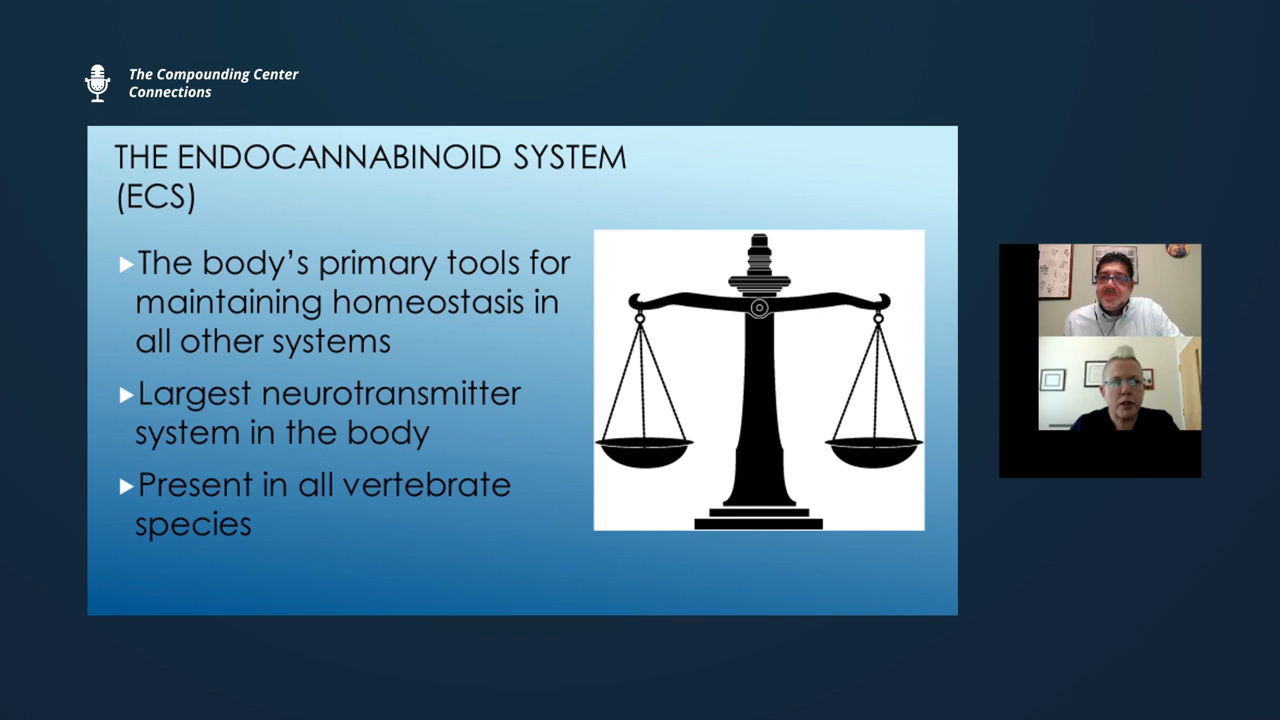 The Compounding Center
Connections
THE ENDOCANNABINOID SYSTEM
(ECS)
The body’s primary tools for
maintaining homeostasis in
all other systems
Largest neurotransmitter
system in the body
Present in all vertebrate
species